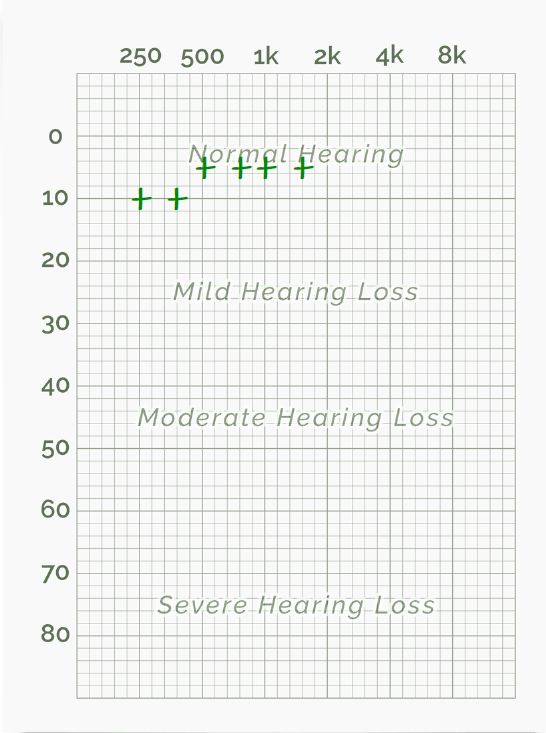 250 500 1k 2k 4k 8k
0
Normal Hearing
10
20
Mild Hearing Loss
30
40
Moderate Hearing Loss
50
60
70
Severe Hearing Loss
80